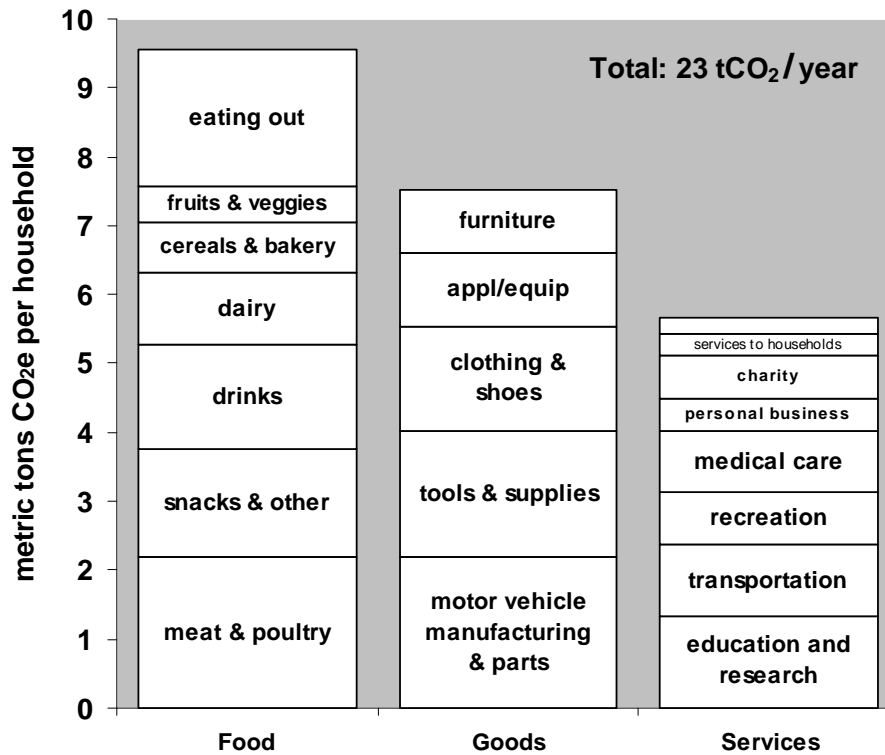 metric tons CO2e per household
10
9
8
7
6
5
4
3
2
1
0
Total: 23 tCO₂ / year
eating out
fruits & veggies
cereals & bakery
dairy
drinks
snacks & other
meat & poultry
furniture
appl/equip
clothing &
shoes
tools & supplies
motor vehicle
manufacturing
& parts
services to households
charity
personal business
medical care
recreation
transportation
education and
research
Food
Goods
Services